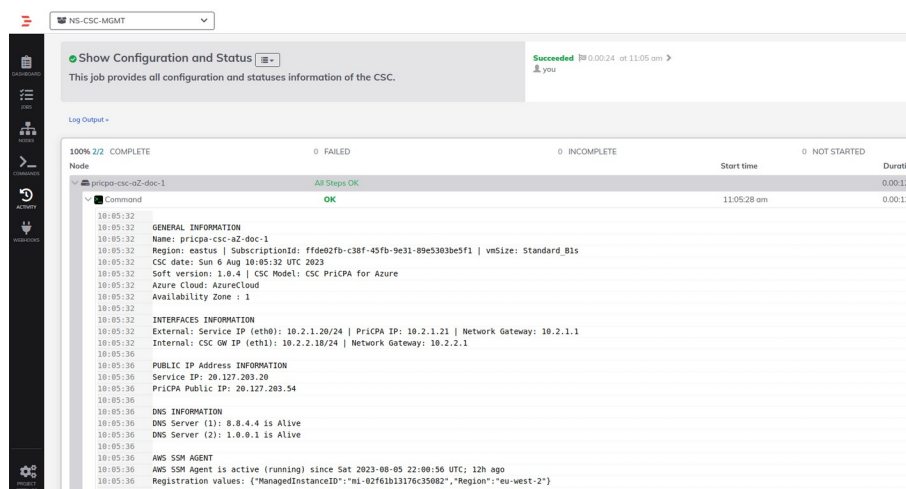 NS-CSC-MGMT
DASHBOARD
JOBS
NODES
COMMANDS
ACTIVITY
WEBHOOKS
PROJECT
Show Configuration and Status
This job provides all configuration and statuses information of the CSC.
Succeeded 0.00:24 at 11:05 am
you
Log Output »
100% 2/2 COMPLETE 0 FAILED 0 INCOMPLETE 0 NOT STARTED
Node Start time Durati
pricpa-csc-aZ-doc-1 All Steps OK 0.00:12
Command OK 11:05:28 am 0.00:12
10:05:32
10:05:32 GENERAL INFORMATION
10:05:32 Name: pricpa-csc-aZ-doc-1
10:05:32 Region: eastus | SubscriptionId: ffde02fb-c38f-45fb-9e31-89e5303be5f1 | vmSize: Standard_B1s
10:05:32 CSC date: Sun 6 Aug 10:05:32 UTC 2023
10:05:32 Soft version: 1.0.4 | CSC Model: CSC PriCPA for Azure
10:05:32 Azure Cloud: AzureCloud
10:05:32 Availability Zone : 1
10:05:32
10:05:32 INTERFACES INFORMATION
10:05:32 External: Service IP (eth0): 10.2.1.20/24 | PriCPA IP: 10.2.1.21 | Network Gateway: 10.2.1.1
10:05:32 Internal: CSC GW IP (eth1): 10.2.2.18/24 | Network Gateway: 10.2.2.1
10:05:36
10:05:36 PUBLIC IP Address INFORMATION
10:05:36 Service IP: 20.127.203.20
10:05:36 PriCPA Public IP: 20.127.203.54
10:05:36
10:05:36 DNS INFORMATION
10:05:36 DNS Server (1): 8.8.4.4 is Alive
10:05:36 DNS Server (2): 1.0.0.1 is Alive
10:05:36
10:05:36 AWS SSM AGENT
10:05:36 AWS SSM Agent is active (running) since Sat 2023-08-05 22:00:56 UTC; 12h ago
10:05:36 Registration values: {"ManagedInstanceID":"mi-02f61b13176c35082","Region":"eu-west-2"}